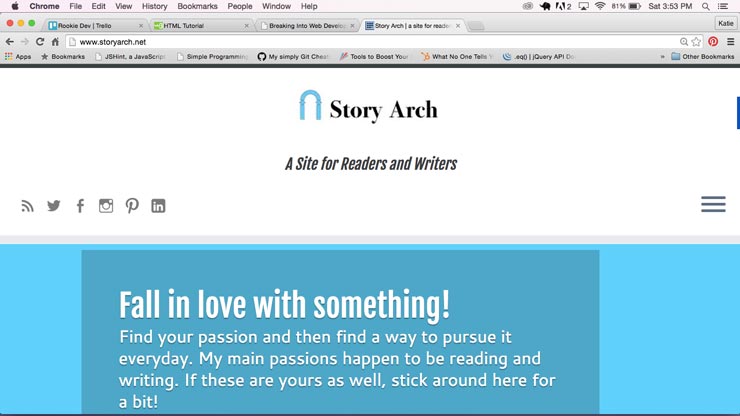 Chrome File Edit View History Bookmarks People Window Help 2 81% Sat 3:53 PM
Rookie Dev | Trello HTML Tutorial Breaking Into Web Develop Story Arch | a site for reade Katie
www.storyarch.net
Apps Bookmarks JSHint, a JavaScript Simple Programming My simply Git Cheat Tools to Boost Your What No One Tells Y .eq() | jQuery API Do » Other Bookmarks
Story Arch
A Site for Readers and Writers
Fall in love with something!
Find your passion and then find a way to pursue it
everyday. My main passions happen to be reading and
writing. If these are yours as well, stick around here for
a bit!